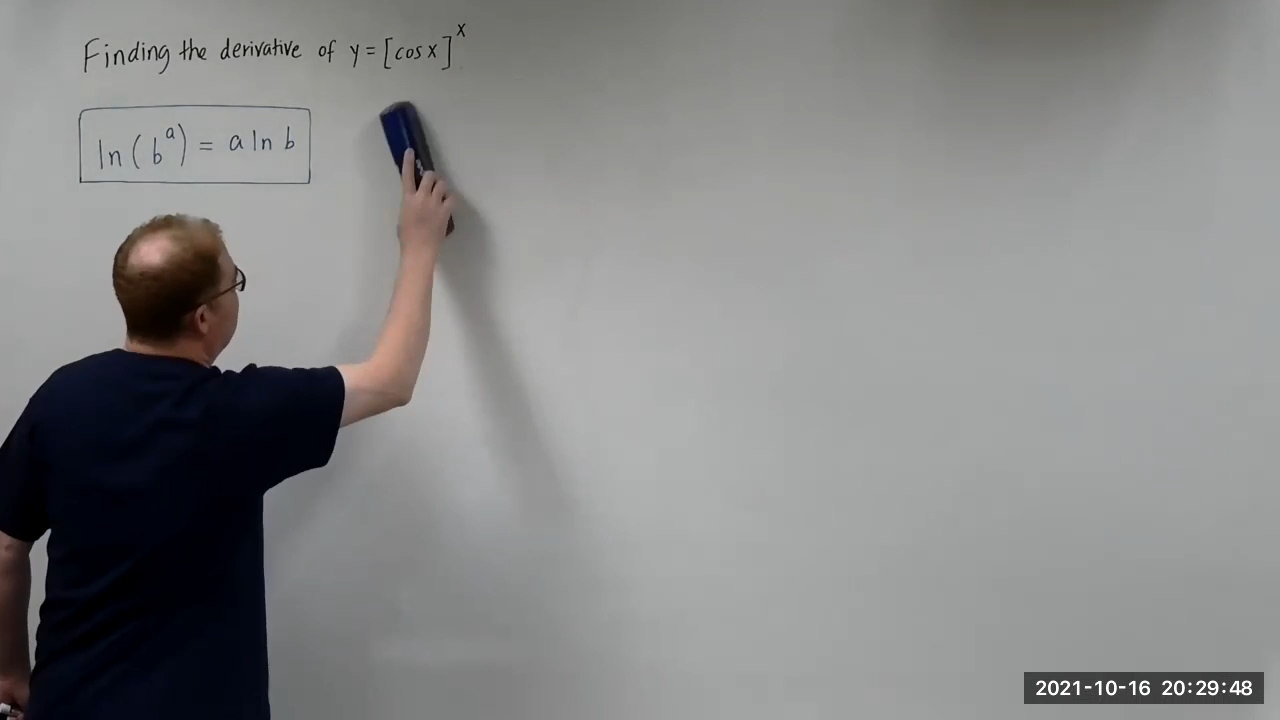 Finding the derivative of y = [cos x]^x
ln(b^a) = a ln b
2021-10-16 20:29:48